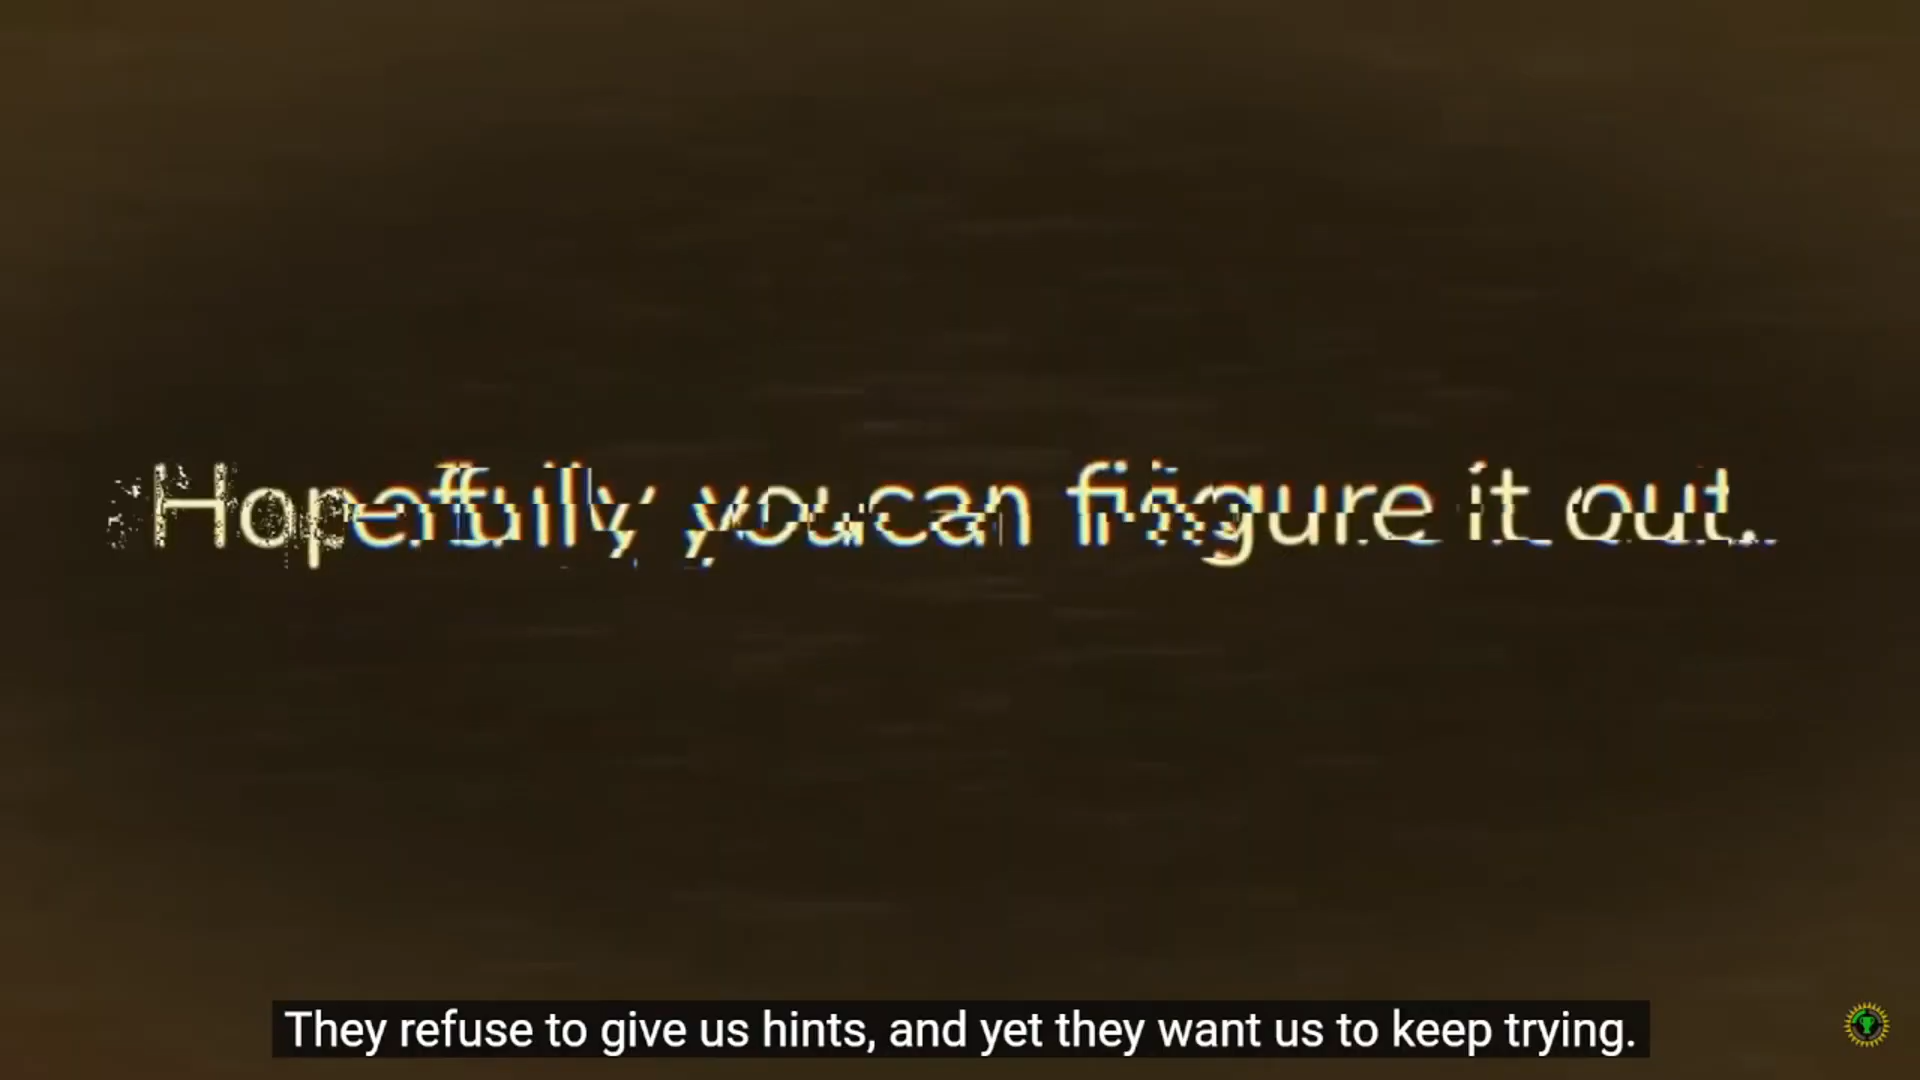 Hopefully you can figure it out.
They refuse to give us hints, and yet they want us to keep trying.